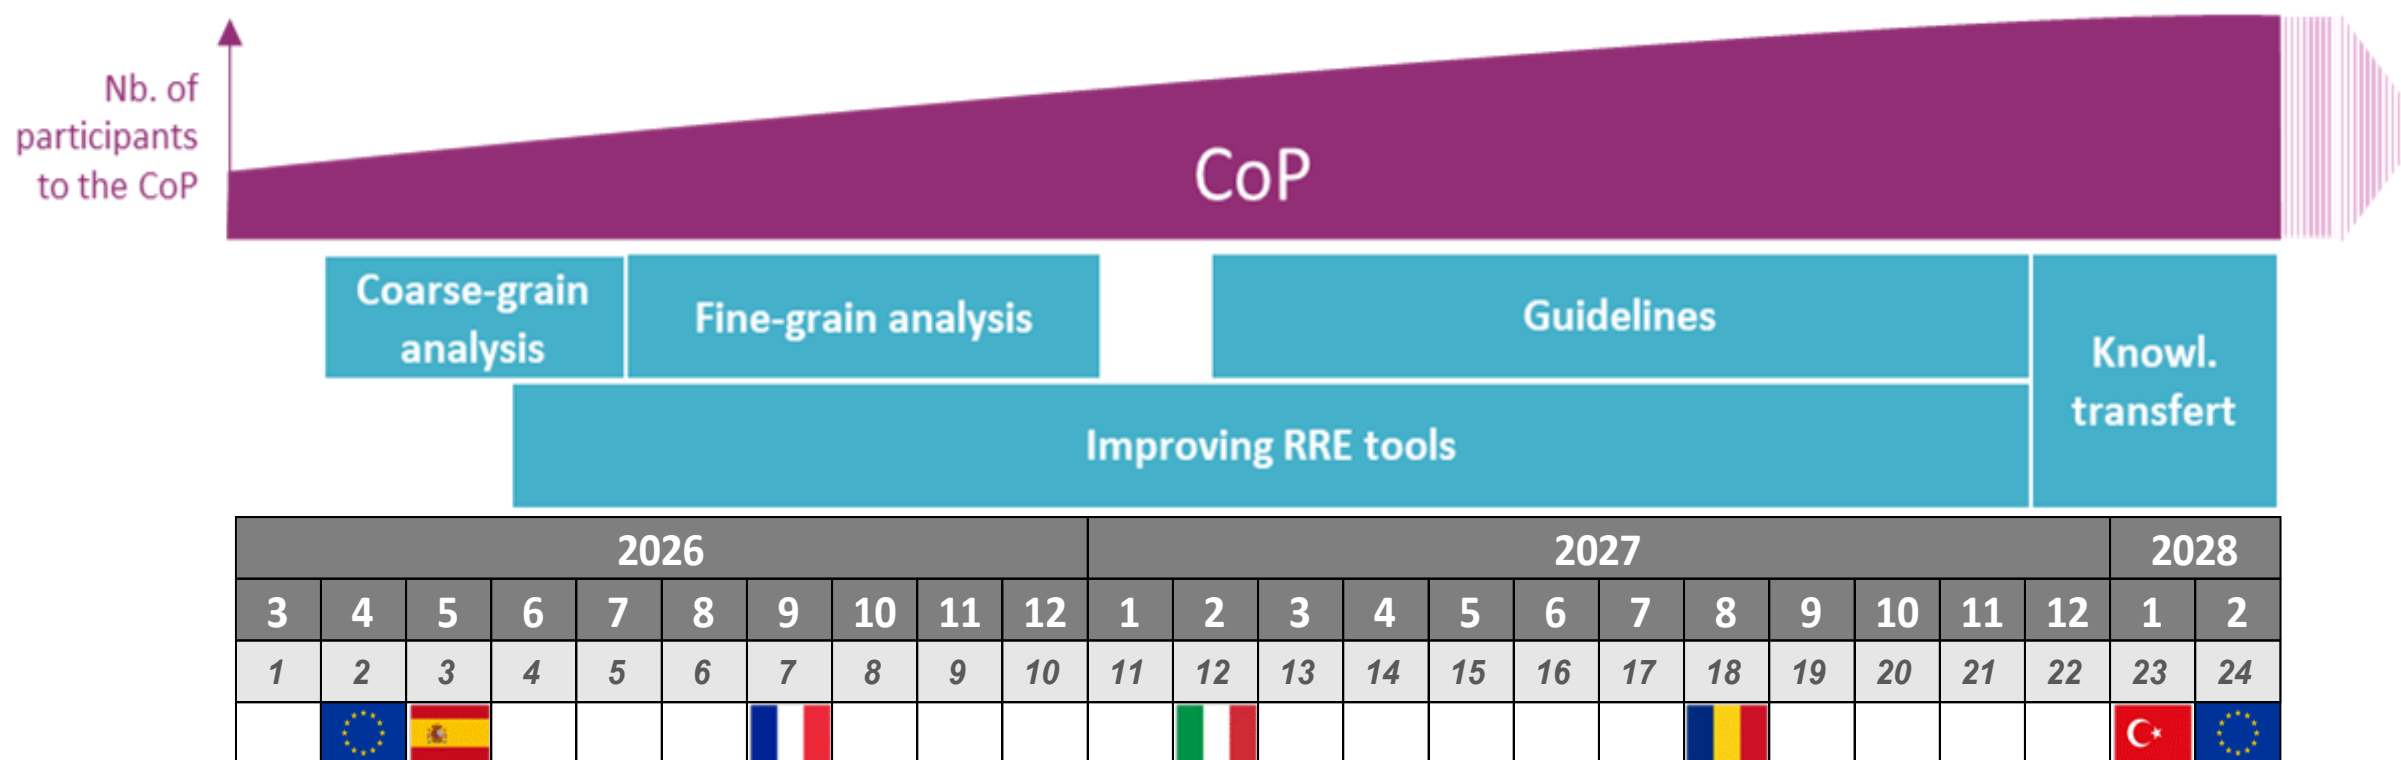 Nb. of
participants
to the CoP
CoP
Coarse-grain
analysis
Fine-grain analysis
Guidelines
Knowl.
transfert
Improving RRE tools
2026 2027 2028
3 4 5 6 7 8 9 10 11 12 1 2 3 4 5 6 7 8 9 10 11 12 1 2
1 2 3 4 5 6 7 8 9 10 11 12 13 14 15 16 17 18 19 20 21 22 23 24